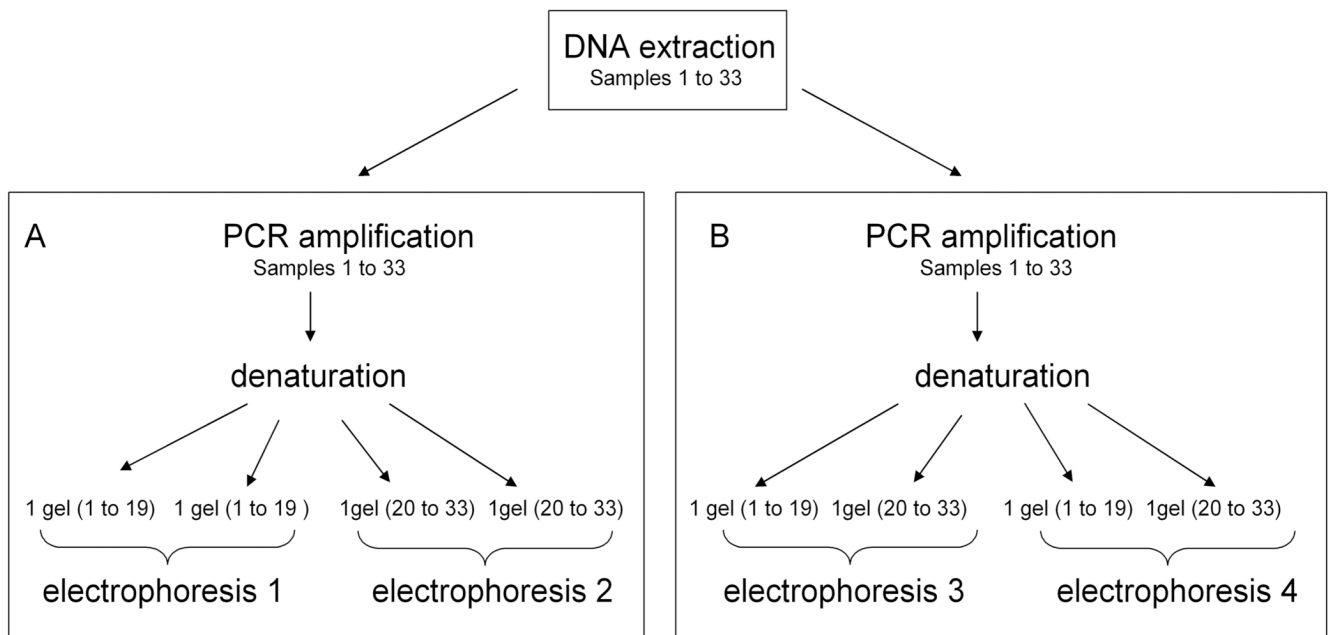 DNA extraction
Samples 1 to 33
A
PCR amplification
Samples 1 to 33
denaturation
1 gel (1 to 19) 1 gel (1 to 19 ) 1gel (20 to 33) 1gel (20 to 33)
electrophoresis 1 electrophoresis 2
B
PCR amplification
Samples 1 to 33
denaturation
1 gel (1 to 19) 1gel (20 to 33) 1 gel (1 to 19) 1gel (20 to 33)
electrophoresis 3 electrophoresis 4